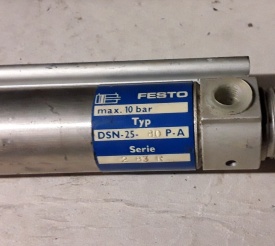 FESTO
max. 10 bar
Typ
DSN-25- P-A
Serie